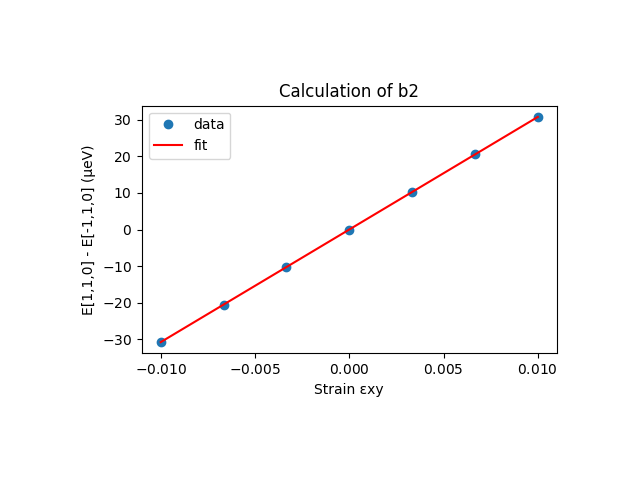 Calculation of b2
data
fit
E[1,1,0] - E[-1,1,0] (μeV)
30
20
10
0
−10
−20
−30
−0.010
−0.005
0.000
0.005
0.010
Strain εxy